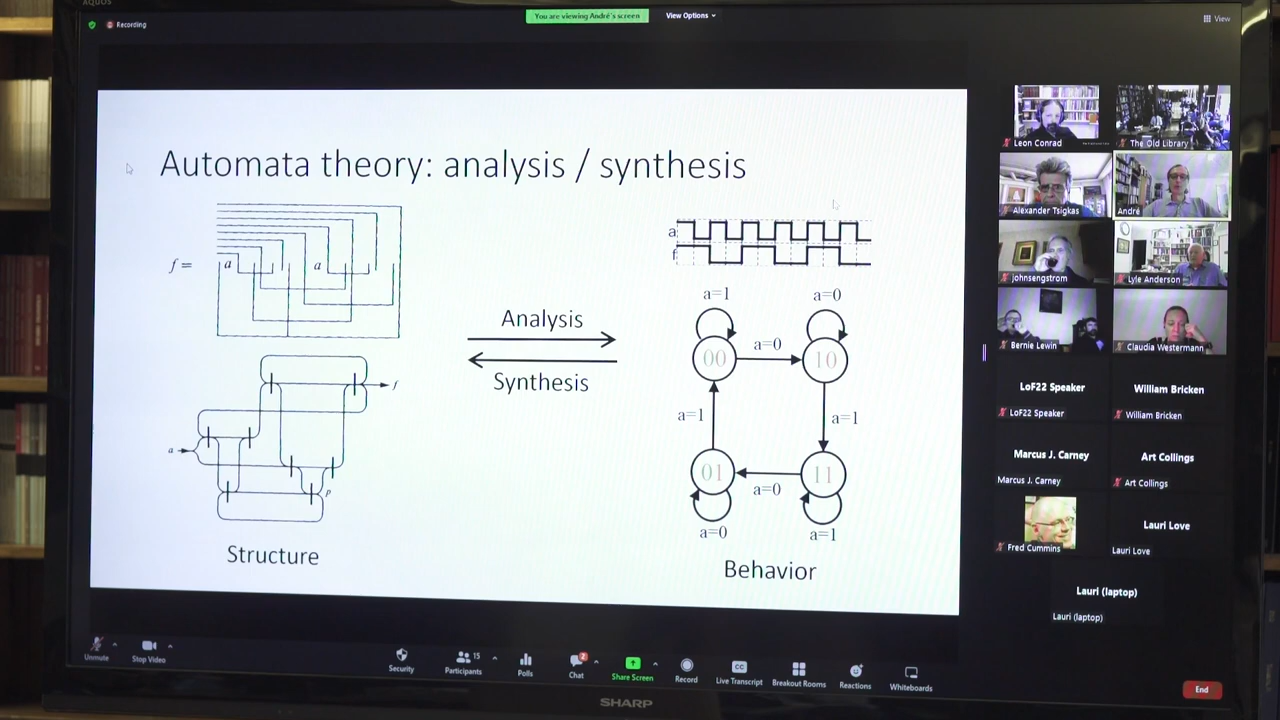 AQUOS
Recording
You are viewing André's screen
View Options
View
Automata theory: analysis / synthesis
f =
a
a
a
f
p
Structure
Analysis
Synthesis
a
f
a=1
a=0
00
a=0
10
a=1
a=1
01
a=0
11
a=0
a=1
Behavior
Leon Conrad
The Old Library
Alexander Tsigkas
André
johnsengstrom
Lyle Anderson
Bernie Lewin
Claudia Westermann
LoF22 Speaker
LoF22 Speaker
William Bricken
William Bricken
Marcus J. Carney
Marcus J. Carney
Art Collings
Art Collings
Fred Cummins
Lauri Love
Lauri Love
Lauri (laptop)
Lauri (laptop)
Unmute
Stop Video
Security
Participants
15
Polls
Chat
2
Share Screen
Record
CC
Live Transcript
Breakout Rooms
Reactions
Whiteboards
End
SHARP